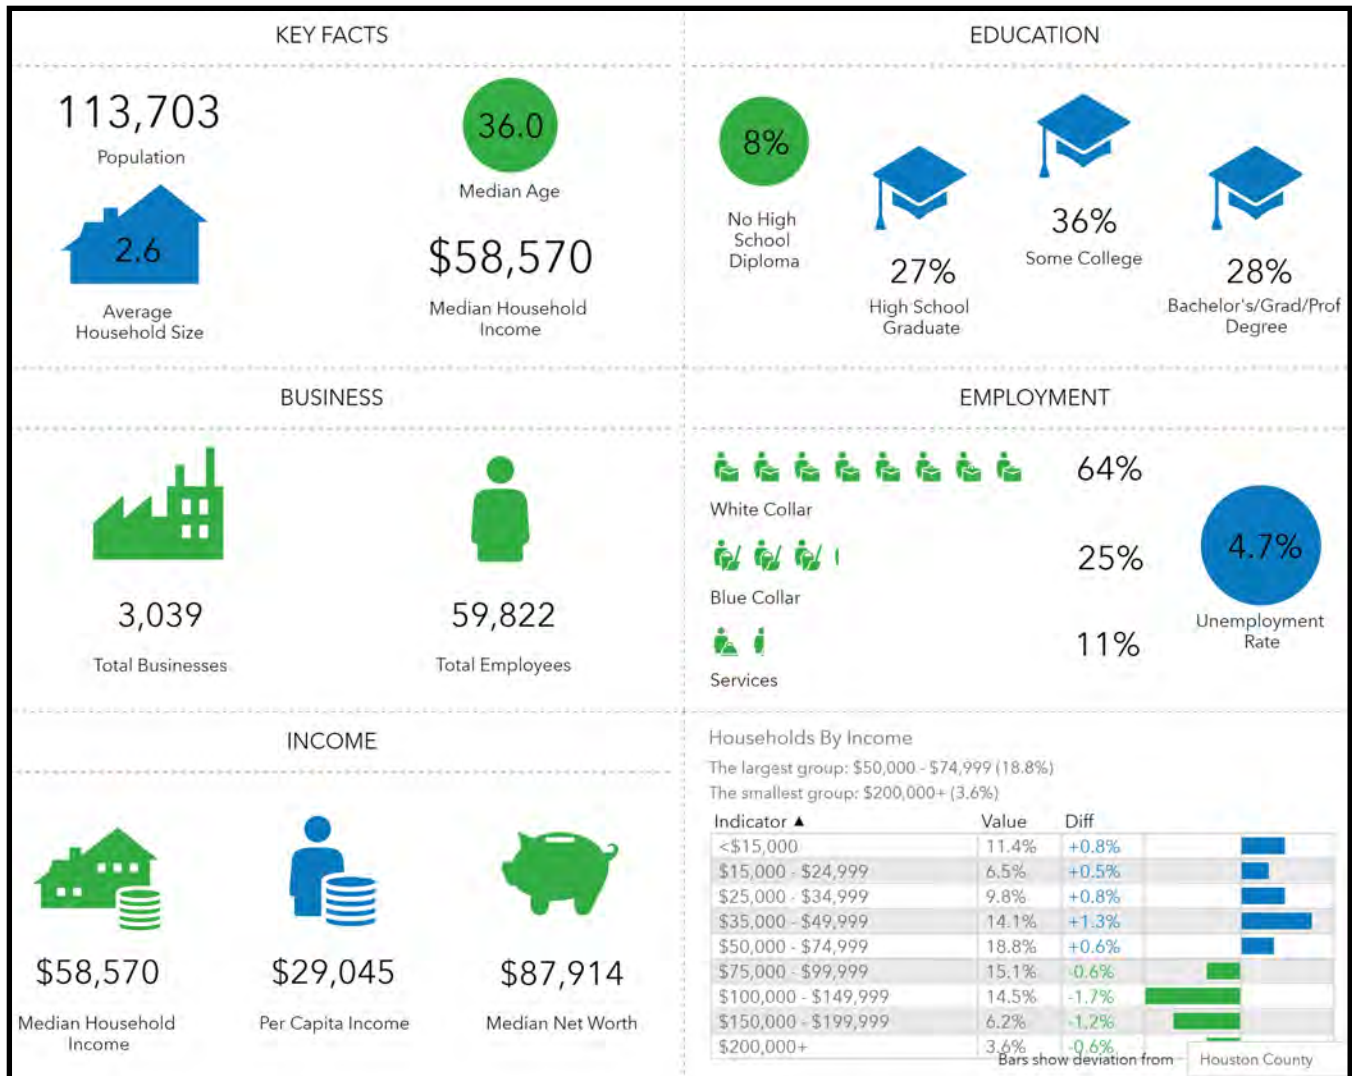 KEY FACTS
113,703
Population
36.0
Median Age
2.6
Average
Household Size
$58,570
Median Household
Income
EDUCATION
8%
No High
School
Diploma
27%
High School
Graduate
36%
Some College
28%
Bachelor's/Grad/Prof
Degree
BUSINESS
3,039
Total Businesses
59,822
Total Employees
EMPLOYMENT
64%
White Collar
25%
Blue Collar
11%
Services
4.7%
Unemployment
Rate
INCOME
$58,570
Median Household
Income
$29,045
Per Capita Income
$87,914
Median Net Worth
Households By Income
The largest group: $50,000 - $74,999 (18.8%)
The smallest group: $200,000+ (3.6%)
Indicator ▲ Value Diff
<$15,000 11.4% +0.8%
$15,000 - $24,999 6.5% +0.5%
$25,000 - $34,999 9.8% +0.8%
$35,000 - $49,999 14.1% +1.3%
$50,000 - $74,999 18.8% +0.6%
$75,000 - $99,999 15.1% -0.6%
$100,000 - $149,999 14.5% -1.7%
$150,000 - $199,999 6.2% -1.2%
$200,000+ 3.6% -0.6%
Bars show deviation from Houston County